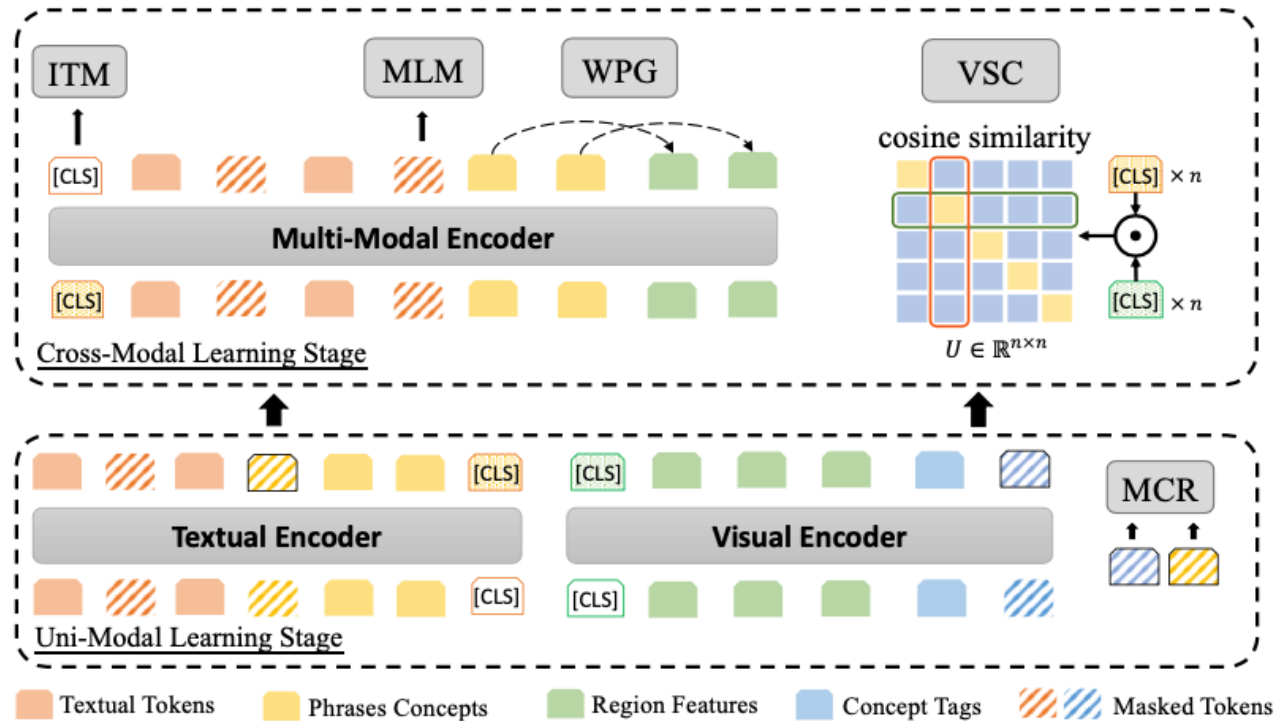 ITM
MLM
WPG
VSC
cosine similarity
[CLS]
[CLS] × n
Multi-Modal Encoder
[CLS]
[CLS] × n
U ∈ ℝⁿˣⁿ
Cross-Modal Learning Stage
[CLS]
[CLS]
MCR
Textual Encoder
Visual Encoder
[CLS]
[CLS]
Uni-Modal Learning Stage
Textual Tokens
Phrases Concepts
Region Features
Concept Tags
Masked Tokens